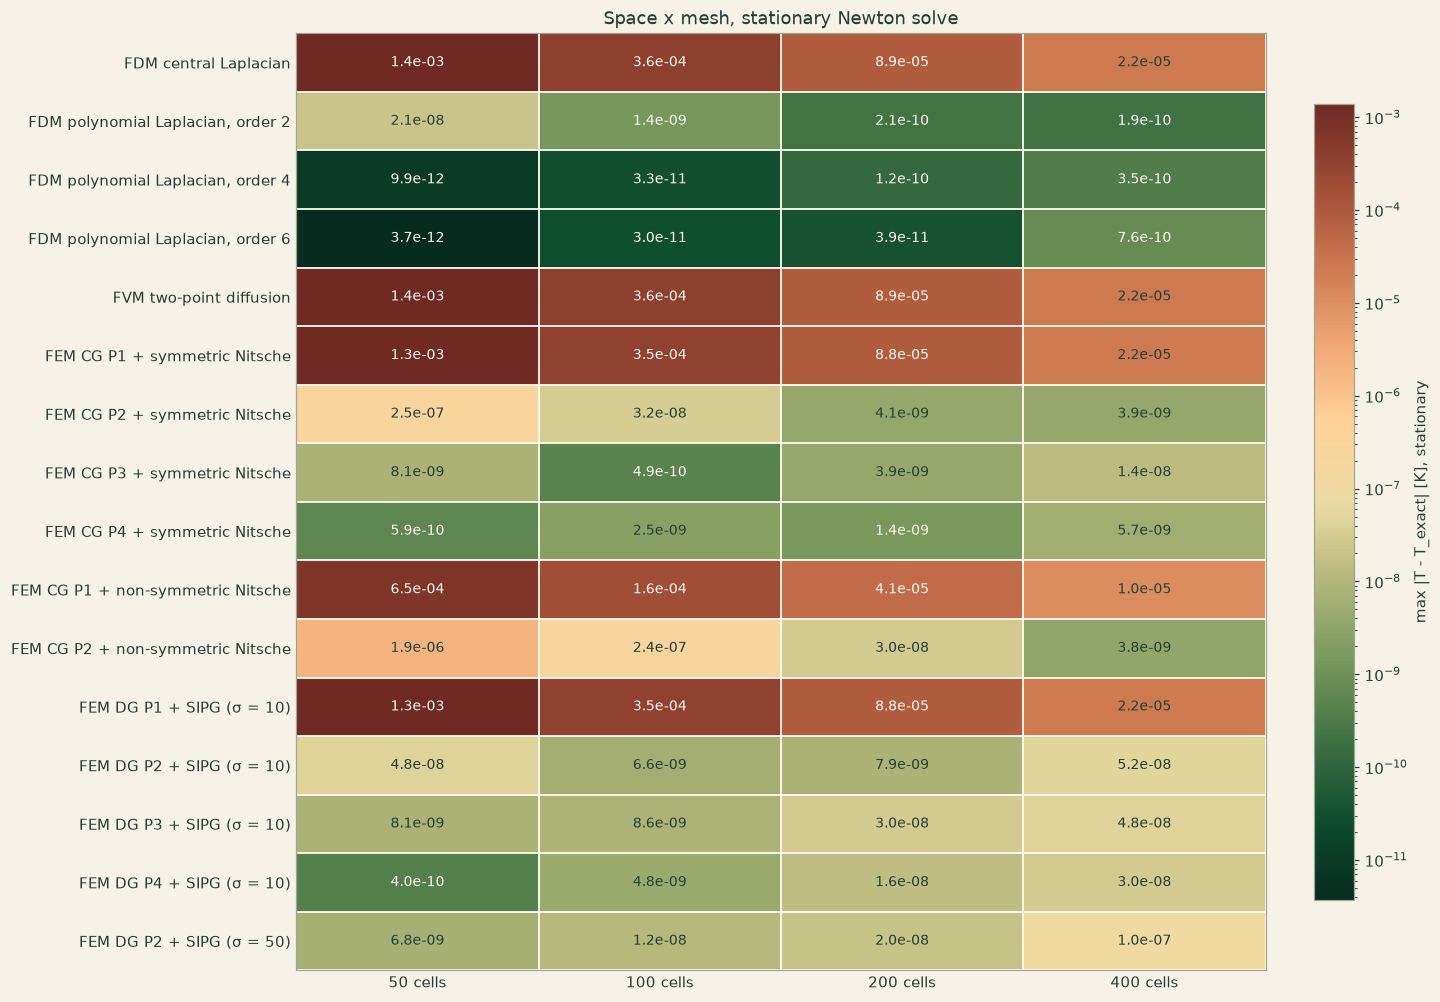 Space x mesh, stationary Newton solve
FDM central Laplacian 1.4e-03 3.6e-04 8.9e-05 2.2e-05
FDM polynomial Laplacian, order 2 2.1e-08 1.4e-09 2.1e-10 1.9e-10
FDM polynomial Laplacian, order 4 9.9e-12 3.3e-11 1.2e-10 3.5e-10
FDM polynomial Laplacian, order 6 3.7e-12 3.0e-11 3.9e-11 7.6e-10
FVM two-point diffusion 1.4e-03 3.6e-04 8.9e-05 2.2e-05
FEM CG P1 + symmetric Nitsche 1.3e-03 3.5e-04 8.8e-05 2.2e-05
FEM CG P2 + symmetric Nitsche 2.5e-07 3.2e-08 4.1e-09 3.9e-09
FEM CG P3 + symmetric Nitsche 8.1e-09 4.9e-10 3.9e-09 1.4e-08
FEM CG P4 + symmetric Nitsche 5.9e-10 2.5e-09 1.4e-09 5.7e-09
FEM CG P1 + non-symmetric Nitsche 6.5e-04 1.6e-04 4.1e-05 1.0e-05
FEM CG P2 + non-symmetric Nitsche 1.9e-06 2.4e-07 3.0e-08 3.8e-09
FEM DG P1 + SIPG (σ = 10) 1.3e-03 3.5e-04 8.8e-05 2.2e-05
FEM DG P2 + SIPG (σ = 10) 4.8e-08 6.6e-09 7.9e-09 5.2e-08
FEM DG P3 + SIPG (σ = 10) 8.1e-09 8.6e-09 3.0e-08 4.8e-08
FEM DG P4 + SIPG (σ = 10) 4.0e-10 4.8e-09 1.6e-08 3.0e-08
FEM DG P2 + SIPG (σ = 50) 6.8e-09 1.2e-08 2.0e-08 1.0e-07
50 cells 100 cells 200 cells 400 cells
10⁻³
10⁻⁴
10⁻⁵
10⁻⁶
10⁻⁷
10⁻⁸
10⁻⁹
10⁻¹⁰
10⁻¹¹
max |T - T_exact| [K], stationary